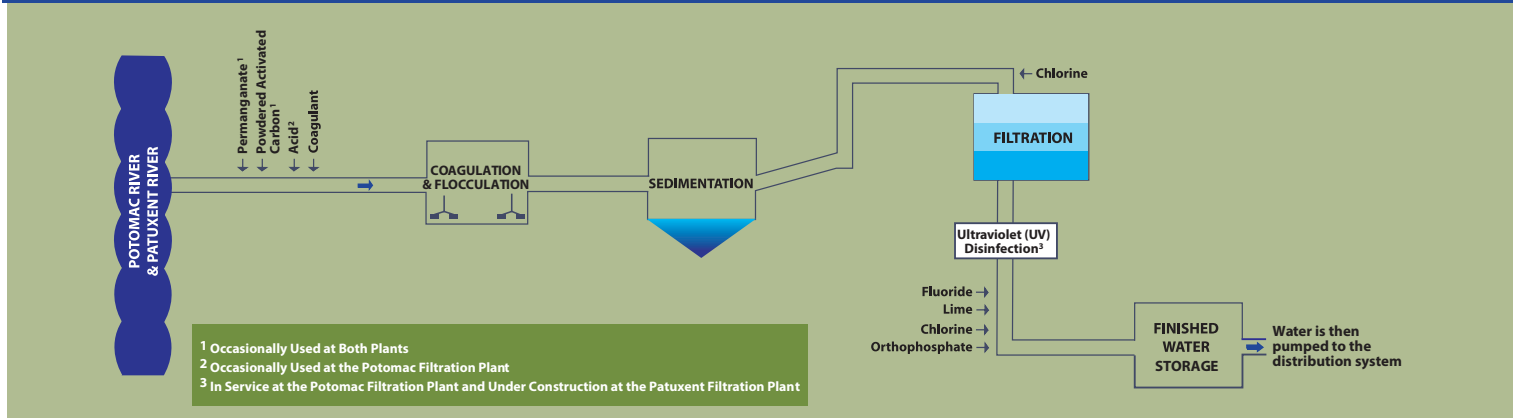 POTOMAC RIVER
& PATUXENT RIVER
Permanganate¹
Powdered Activated
Carbon¹
Acid²
Coagulant
COAGULATION
& FLOCCULATION
SEDIMENTATION
Chlorine
FILTRATION
Ultraviolet (UV)
Disinfection³
Fluoride
Lime
Chlorine
Orthophosphate
FINISHED
WATER
STORAGE
Water is then
pumped to the
distribution system
¹ Occasionally Used at Both Plants
² Occasionally Used at the Potomac Filtration Plant
³ In Service at the Potomac Filtration Plant and Under Construction at the Patuxent Filtration Plant